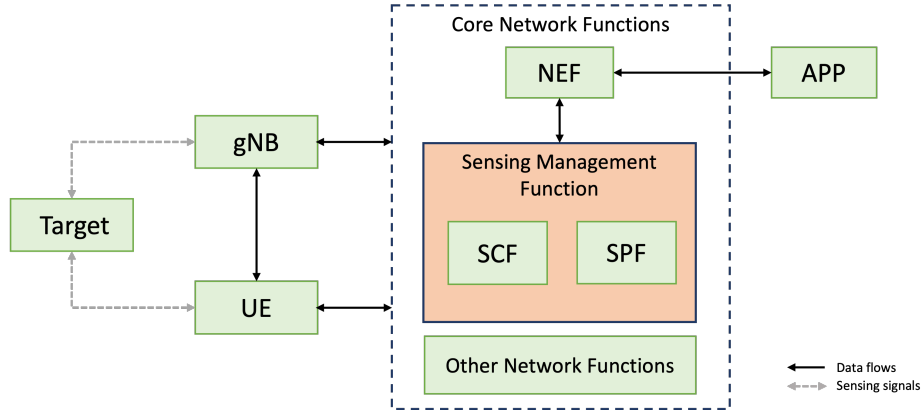 Core Network Functions
NEF
APP
gNB
Sensing Management
Function
Target
SCF
SPF
UE
Other Network Functions
Data flows
Sensing signals